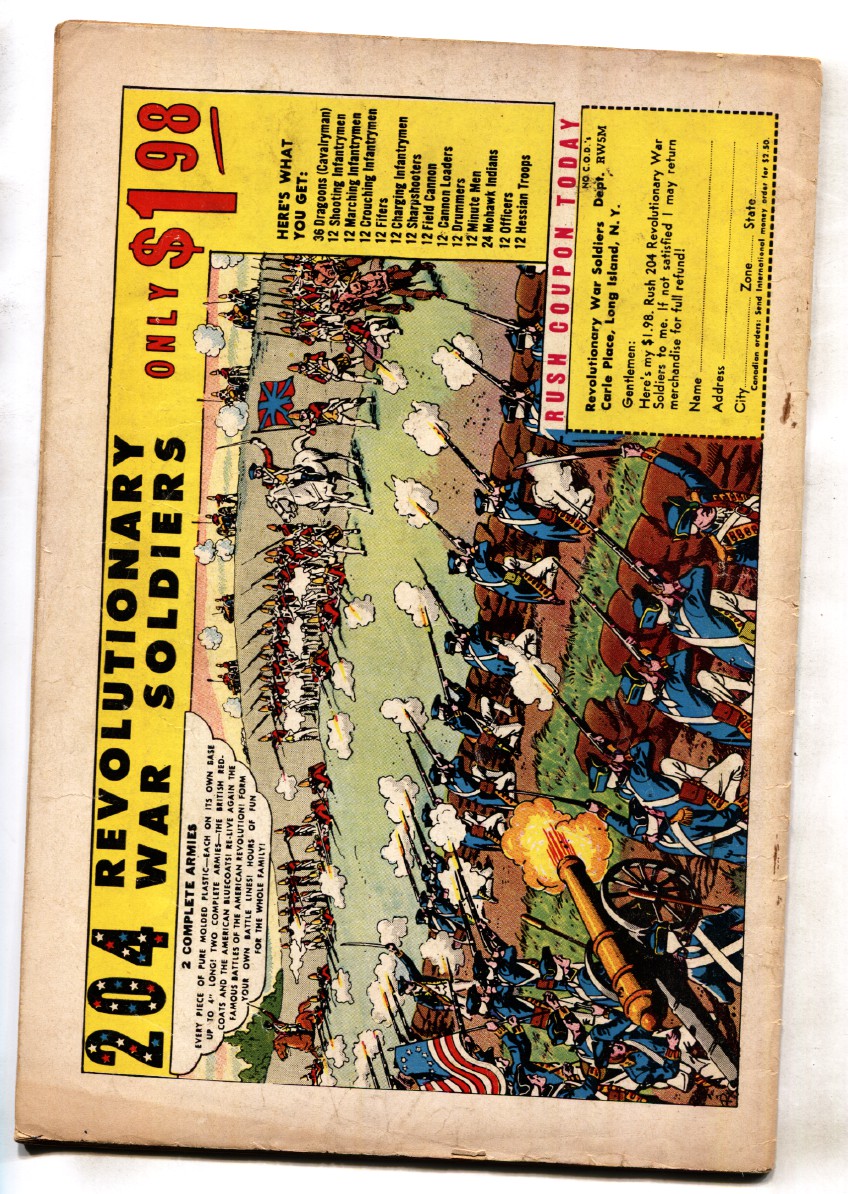 204 REVOLUTIONARY
WAR SOLDIERS
ONLY $1 98
2 COMPLETE ARMIES
EVERY PIECE OF PURE MOLDED PLASTIC—EACH ON ITS OWN BASE
UP TO 4" LONG! TWO COMPLETE ARMIES—THE BRITISH RED-
COATS AND THE AMERICAN BLUECOATS! RE-LIVE AGAIN THE
FAMOUS BATTLES OF THE AMERICAN REVOLUTION! FORM
YOUR OWN BATTLE LINES! HOURS OF FUN
FOR THE WHOLE FAMILY!
HERE'S WHAT
YOU GET:
36 Dragoons (Cavalryman)
12 Shooting Infantrymen
12 Marching Infantrymen
12 Crouching Infantrymen
12 Fifers
12 Charging Infantrymen
12 Sharpshooters
12 Field Cannon
12 Cannon Loaders
12 Drummers
12 Minute Men
24 Mohawk Indians
12 Officers
12 Hessian Troops
RUSH COUPON TODAY
NO C.O.D.'s
Revolutionary War Soldiers Dept. RW5M
Carle Place, Long Island, N. Y.
Gentlemen:
Here's my $1.98. Rush 204 Revolutionary War
Soldiers to me. If not satisfied I may return
merchandise for full refund!
Name
Address
City Zone State
Canadian orders: Send International money order for $2.50.